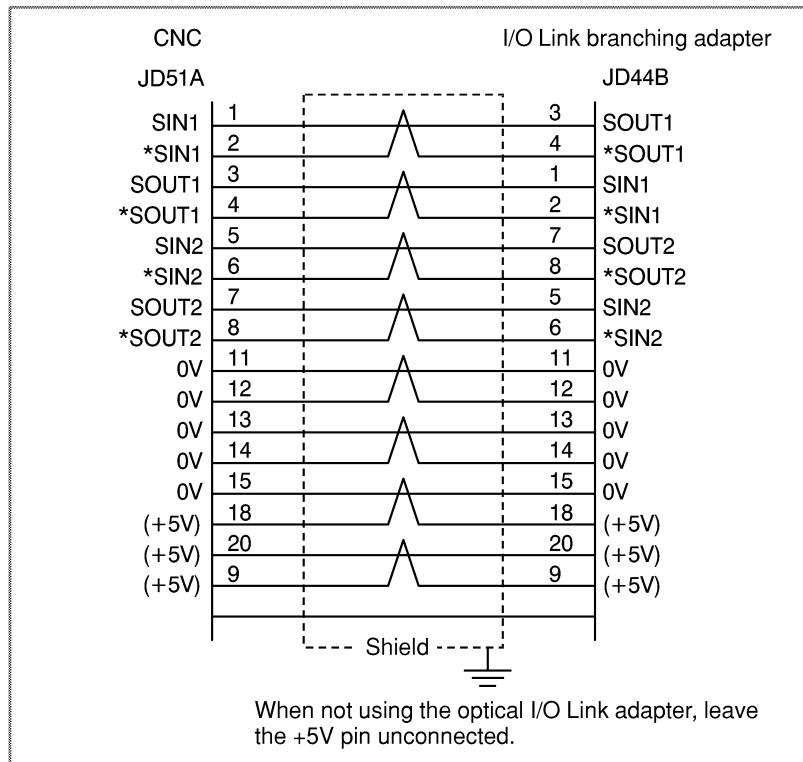 CNC I/O Link branching adapter
JD51A JD44B
SIN1 1 3 SOUT1
*SIN1 2 4 *SOUT1
SOUT1 3 1 SIN1
*SOUT1 4 2 *SIN1
SIN2 5 7 SOUT2
*SIN2 6 8 *SOUT2
SOUT2 7 5 SIN2
*SOUT2 8 6 *SIN2
0V 11 11 0V
0V 12 12 0V
0V 13 13 0V
0V 14 14 0V
0V 15 15 0V
(+5V) 18 18 (+5V)
(+5V) 20 20 (+5V)
(+5V) 9 9 (+5V)
Shield
When not using the optical I/O Link adapter, leave
the +5V pin unconnected.